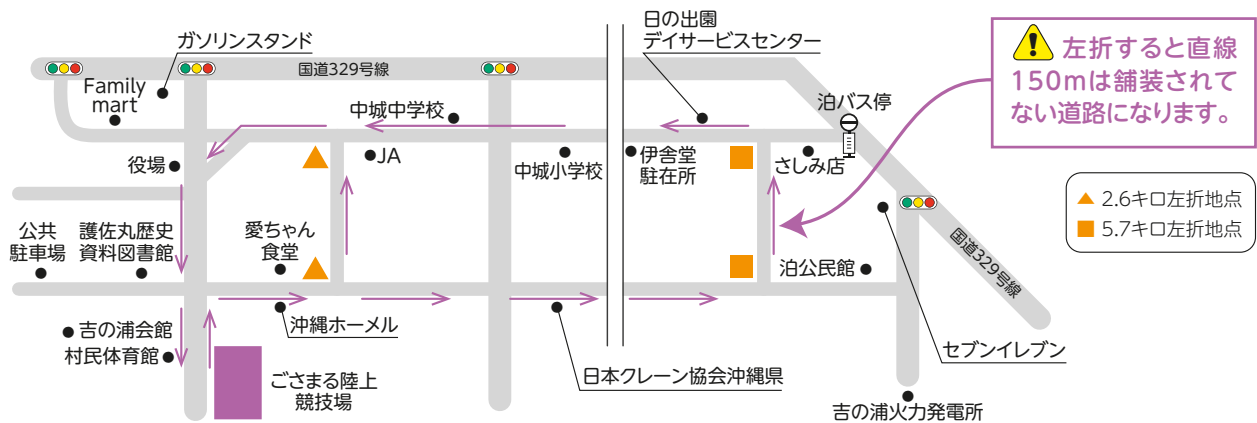 日の出園
デイサービスセンター
ガソリンスタンド
国道329号線
Family
mart
中城中学校
泊バス停
左折すると直線
150mは舗装されて
ない道路になります。
役場
JA
中城小学校
伊舎堂
駐在所
さしみ店
2.6キロ左折地点
5.7キロ左折地点
公共
駐車場
護佐丸歴史
資料図書館
愛ちゃん
食堂
泊公民館
国道329号線
吉の浦会館
村民体育館
沖縄ホーメル
ごさまる陸上
競技場
日本クレーン協会沖縄県
セブンイレブン
吉の浦火力発電所